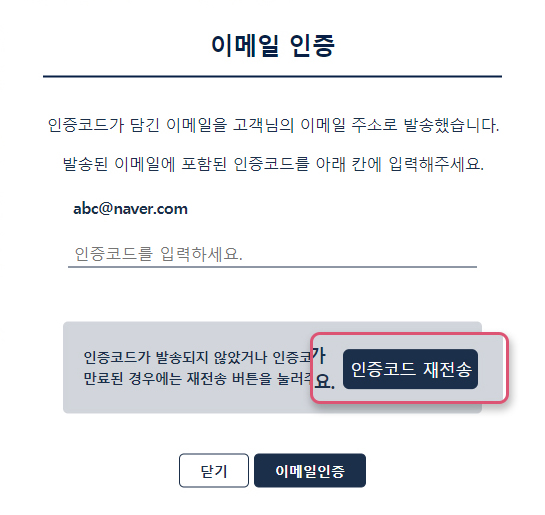 이메일 인증
인증코드가 담긴 이메일을 고객님의 이메일 주소로 발송했습니다.
발송된 이메일에 포함된 인증코드를 아래 칸에 입력해주세요.
abc@naver.com
인증코드를 입력하세요.
인증코드가 발송되지 않았거나 인증코가
만료된 경우에는 재전송 버튼을 눌러주요.
인증코드 재전송
닫기 이메일인증